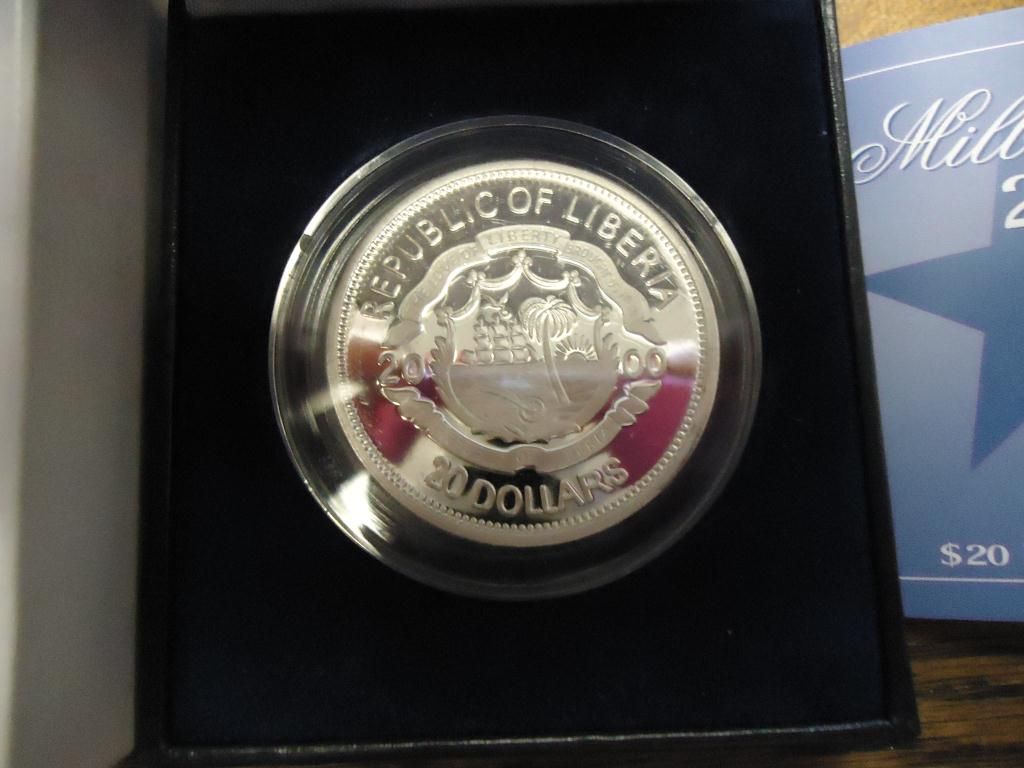 REPUBLIC OF LIBERIA
LIBERTY
20 00
20 DOLLARS
Mill
2
$20